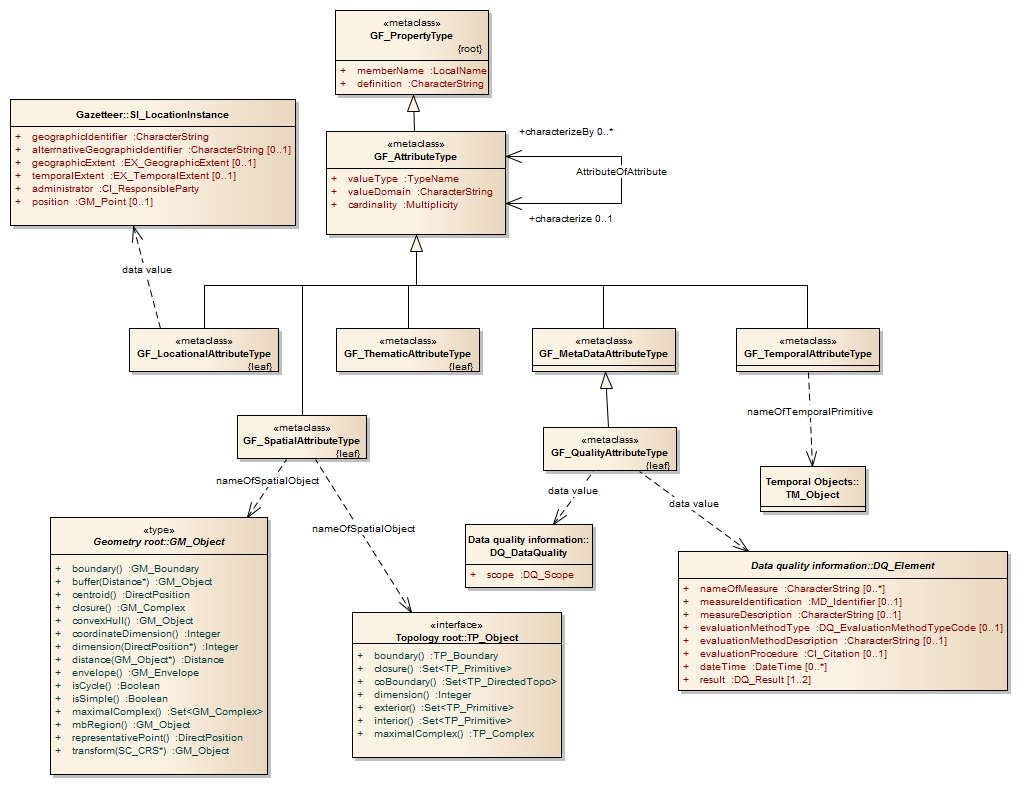 «metaclass»
GF_PropertyType
{root}
+ memberName :LocalName
+ definition :CharacterString
Gazetteer::SI_LocationInstance
+ geographicIdentifier :CharacterString
+ alternativeGeographicIdentifier :CharacterString [0..1]
+ geographicExtent :EX_GeographicExtent [0..1]
+ temporalExtent :EX_TemporalExtent [0..1]
+ administrator :CI_ResponsibleParty
+ position :GM_Point [0..1]
«metaclass»
GF_AttributeType
+ valueType :TypeName
+ valueDomain :CharacterString
+ cardinality :Multiplicity
+characterizeBy 0..*
AttributeOfAttribute
+characterize 0..1
data value
«metaclass»
GF_LocationalAttributeType
{leaf}
«metaclass»
GF_ThematicAttributeType
{leaf}
«metaclass»
GF_MetaDataAttributeType
«metaclass»
GF_TemporalAttributeType
nameOfTemporalPrimitive
«metaclass»
GF_SpatialAttributeType
{leaf}
«metaclass»
GF_QualityAttributeType
{leaf}
Temporal Objects::
TM_Object
nameOfSpatialObject
nameOfSpatialObject
data value
data value
«type»
Geometry root::GM_Object
+ boundary() :GM_Boundary
+ buffer(Distance*) :GM_Object
+ centroid() :DirectPosition
+ closure() :GM_Complex
+ convexHull() :GM_Object
+ coordinateDimension() :Integer
+ dimension(DirectPosition*) :Integer
+ distance(GM_Object*) :Distance
+ envelope() :GM_Envelope
+ isCycle() :Boolean
+ isSimple() :Boolean
+ maximalComplex() :Set<GM_Complex>
+ mbRegion() :GM_Object
+ representativePoint() :DirectPosition
+ transform(SC_CRS*) :GM_Object
«interface»
Topology root::TP_Object
+ boundary() :TP_Boundary
+ closure() :Set<TP_Primitive>
+ coBoundary() :Set<TP_DirectedTopo>
+ dimension() :Integer
+ exterior() :Set<TP_Primitive>
+ interior() :Set<TP_Primitive>
+ maximalComplex() :TP_Complex
Data quality information::
DQ_DataQuality
+ scope :DQ_Scope
Data quality information::DQ_Element
+ nameOfMeasure :CharacterString [0..*]
+ measureIdentification :MD_Identifier [0..1]
+ measureDescription :CharacterString [0..1]
+ evaluationMethodType :DQ_EvaluationMethodTypeCode [0..1]
+ evaluationMethodDescription :CharacterString [0..1]
+ evaluationProcedure :CI_Citation [0..1]
+ dateTime :DateTime [0..*]
+ result :DQ_Result [1..2]